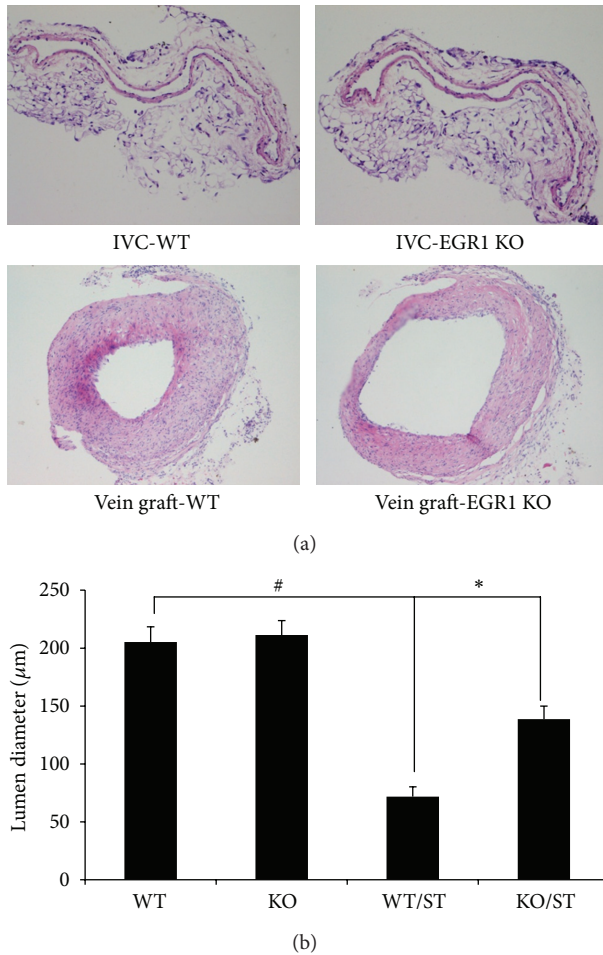 IVC-WT
IVC-EGR1 KO
Vein graft-WT
Vein graft-EGR1 KO
(a)
Lumen diameter (μm)
250
200
150
100
50
0
#
*
WT
KO
WT/ST
KO/ST
(b)